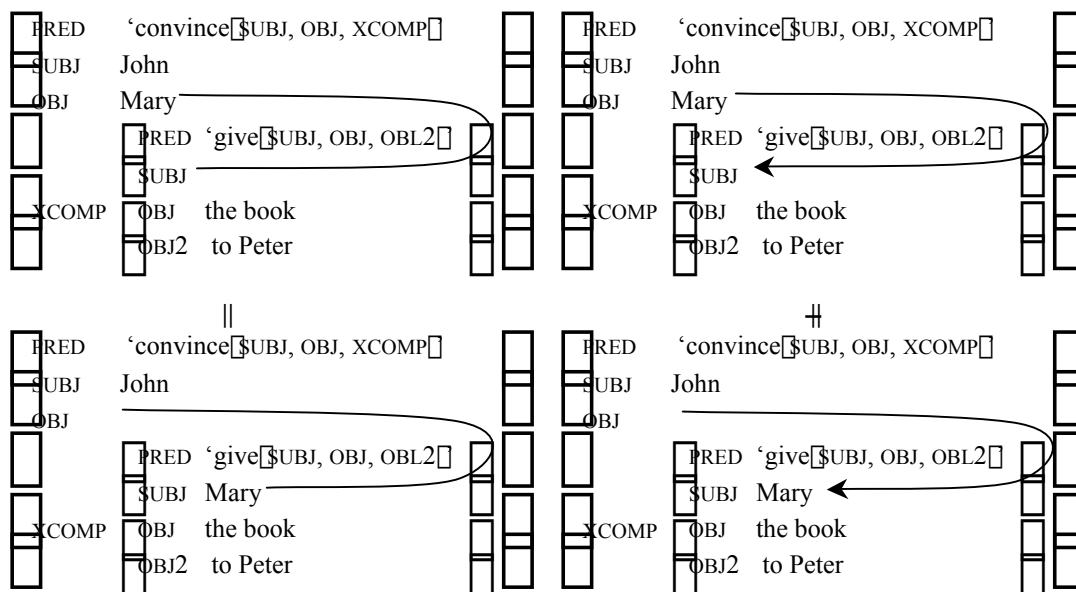 PRED ‘convince▯SUBJ, OBJ, XCOMP▯’
SUBJ John
OBJ Mary
PRED ‘give▯SUBJ, OBJ, OBL2▯’
SUBJ
XCOMP OBJ the book
OBJ2 to Peter
PRED ‘convince▯SUBJ, OBJ, XCOMP▯’
SUBJ John
OBJ Mary
PRED ‘give▯SUBJ, OBJ, OBL2▯’
SUBJ
XCOMP OBJ the book
OBJ2 to Peter
||
⧺
PRED ‘convince▯SUBJ, OBJ, XCOMP▯’
SUBJ John
OBJ
PRED ‘give▯SUBJ, OBJ, OBL2▯’
SUBJ Mary
XCOMP OBJ the book
OBJ2 to Peter
PRED ‘convince▯SUBJ, OBJ, XCOMP▯’
SUBJ John
OBJ
PRED ‘give▯SUBJ, OBJ, OBL2▯’
SUBJ Mary
XCOMP OBJ the book
OBJ2 to Peter